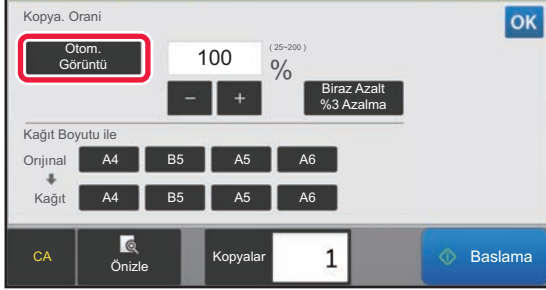 Kopya. Orani
OK
Otom.
Görüntü
100
( 25~200 )
%
−
+
Biraz Azalt
%3 Azalma
Kağıt Boyutu ile
Orıjınal
A4
B5
A5
A6
Kağıt
A4
B5
A5
A6
CA
Önizle
Kopyalar
1
Baslama